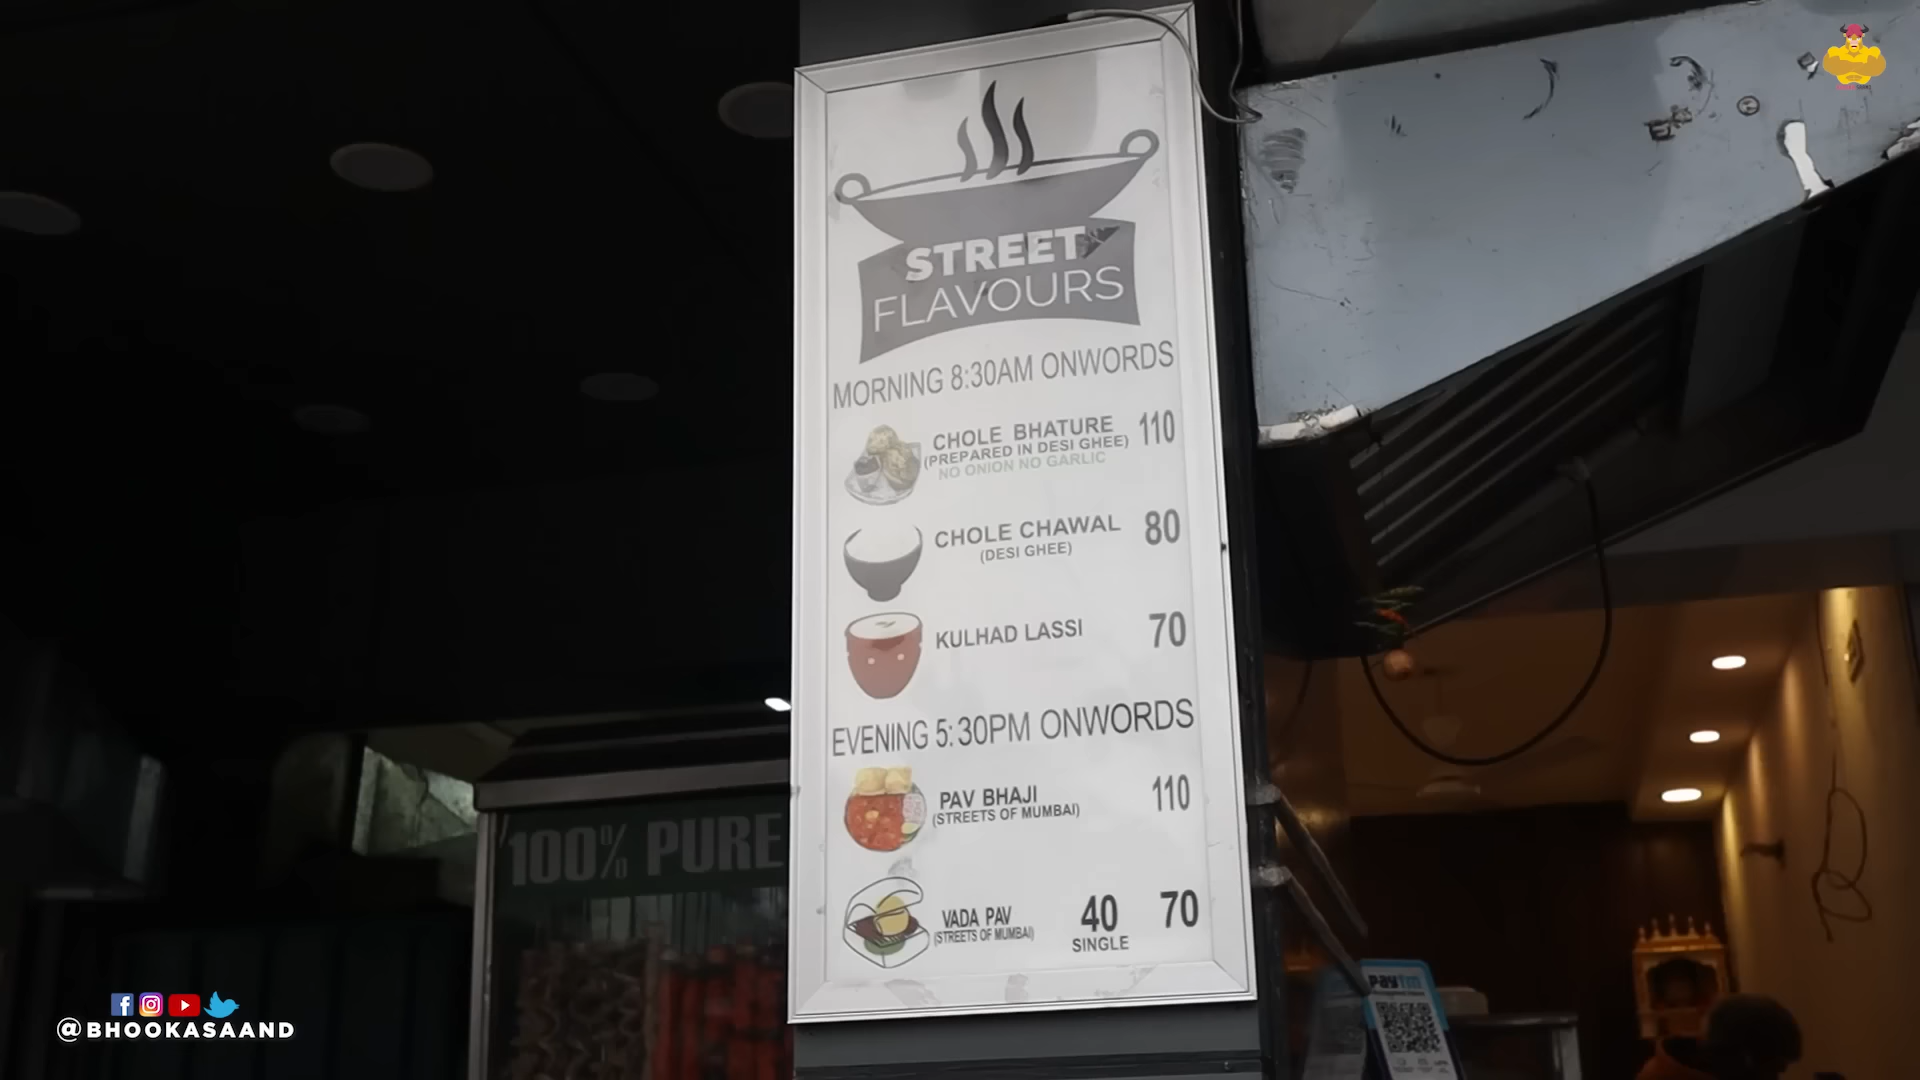 STREET
FLAVOURS
MORNING 8:30AM ONWORDS
CHOLE BHATURE 110
(PREPARED IN DESI GHEE)
NO ONION NO GARLIC
CHOLE CHAWAL 80
(DESI GHEE)
KULHAD LASSI 70
EVENING 5:30PM ONWORDS
PAV BHAJI 110
(STREETS OF MUMBAI)
VADA PAV 40 70
(STREETS OF MUMBAI) SINGLE
100% PURE
paytm
@BHOOKASAAND